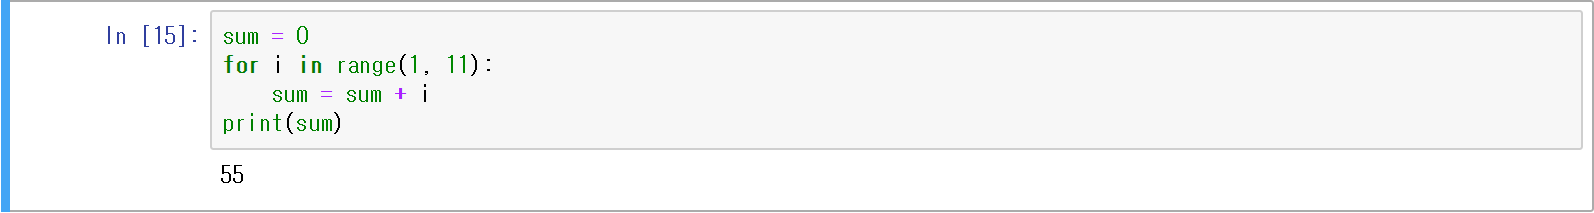 In [15]: sum = 0
for i in range(1, 11):
    sum = sum + i
print(sum)
55